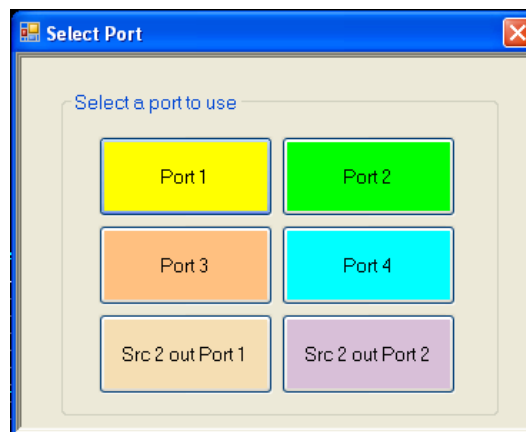 Select Port
Select a port to use
Port 1
Port 2
Port 3
Port 4
Src 2 out Port 1
Src 2 out Port 2